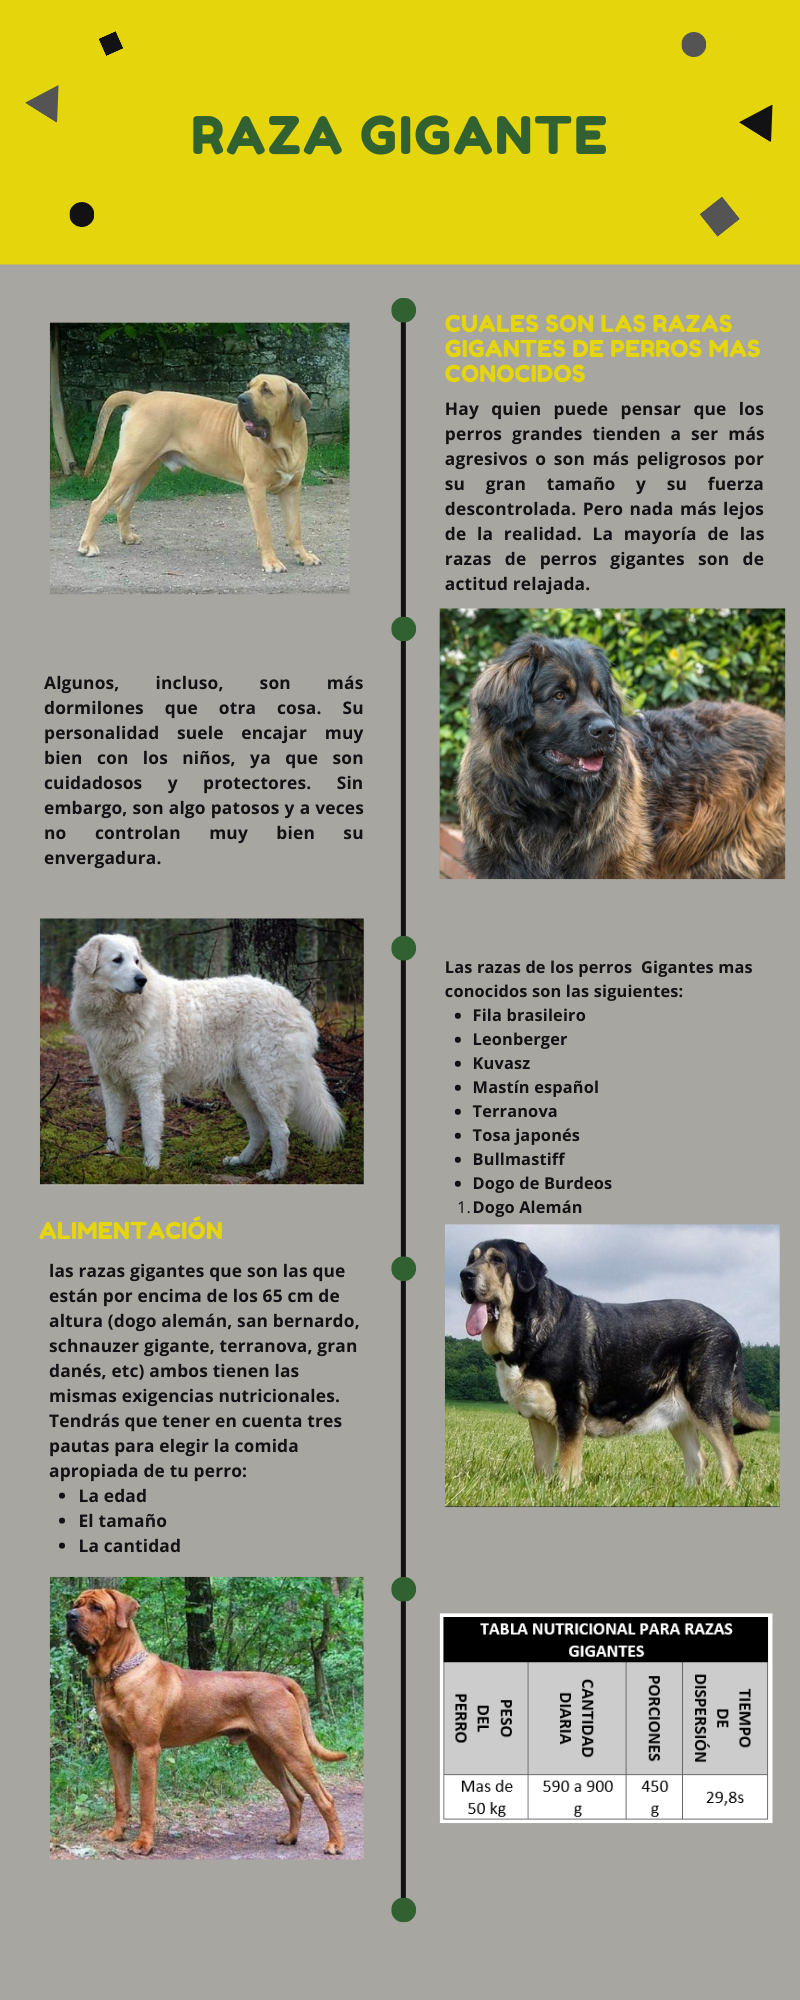 RAZA GIGANTE
CUALES SON LAS RAZAS
GIGANTES DE PERROS MAS
CONOCIDOS
Hay quien puede pensar que los
perros grandes tienden a ser más
agresivos o son más peligrosos por
su gran tamaño y su fuerza
descontrolada. Pero nada más lejos
de la realidad. La mayoría de las
razas de perros gigantes son de
actitud relajada.
Algunos, incluso, son más
dormilones que otra cosa. Su
personalidad suele encajar muy
bien con los niños, ya que son
cuidadosos y protectores. Sin
embargo, son algo patosos y a veces
no controlan muy bien su
envergadura.
Las razas de los perros  Gigantes mas
conocidos son las siguientes:
• Fila brasileiro
• Leonberger
• Kuvasz
• Mastín español
• Terranova
• Tosa japonés
• Bullmastiff
• Dogo de Burdeos
1. Dogo Alemán
ALIMENTACIÓN
las razas gigantes que son las que
están por encima de los 65 cm de
altura (dogo alemán, san bernardo,
schnauzer gigante, terranova, gran
danés, etc) ambos tienen las
mismas exigencias nutricionales.
Tendrás que tener en cuenta tres
pautas para elegir la comida
apropiada de tu perro:
• La edad
• El tamaño
• La cantidad
TABLA NUTRICIONAL PARA RAZAS
GIGANTES
PESO
DEL
PERRO
CANTIDAD
DIARIA
PORCIONES
TIEMPO
DE
DISPERSIÓN
Mas de
50 kg
590 a 900
g
450
g
29,8s